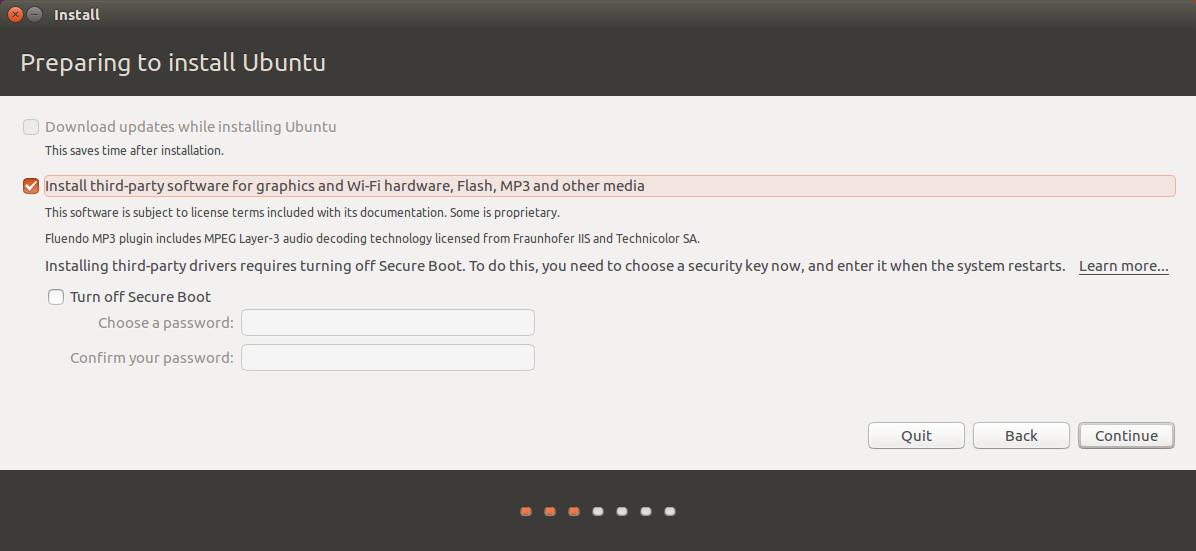 Install
Preparing to install Ubuntu
Download updates while installing Ubuntu
This saves time after installation.
Install third-party software for graphics and Wi-Fi hardware, Flash, MP3 and other media
This software is subject to license terms included with its documentation. Some is proprietary.
Fluendo MP3 plugin includes MPEG Layer-3 audio decoding technology licensed from Fraunhofer IIS and Technicolor SA.
Installing third-party drivers requires turning off Secure Boot. To do this, you need to choose a security key now, and enter it when the system restarts. Learn more...
Turn off Secure Boot
Choose a password:
Confirm your password:
Quit Back Continue